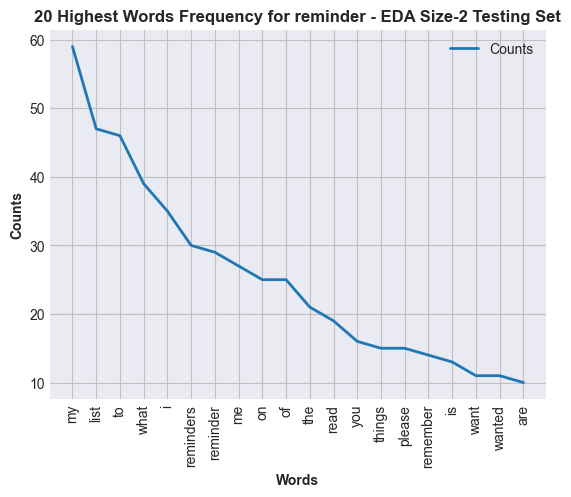 20 Highest Words Frequency for reminder - EDA Size-2 Testing Set
Counts
60
50
40
30
20
10
Counts
my
list
to
what
i
reminders
reminder
me
on
of
the
read
you
things
please
remember
is
want
wanted
are
Words